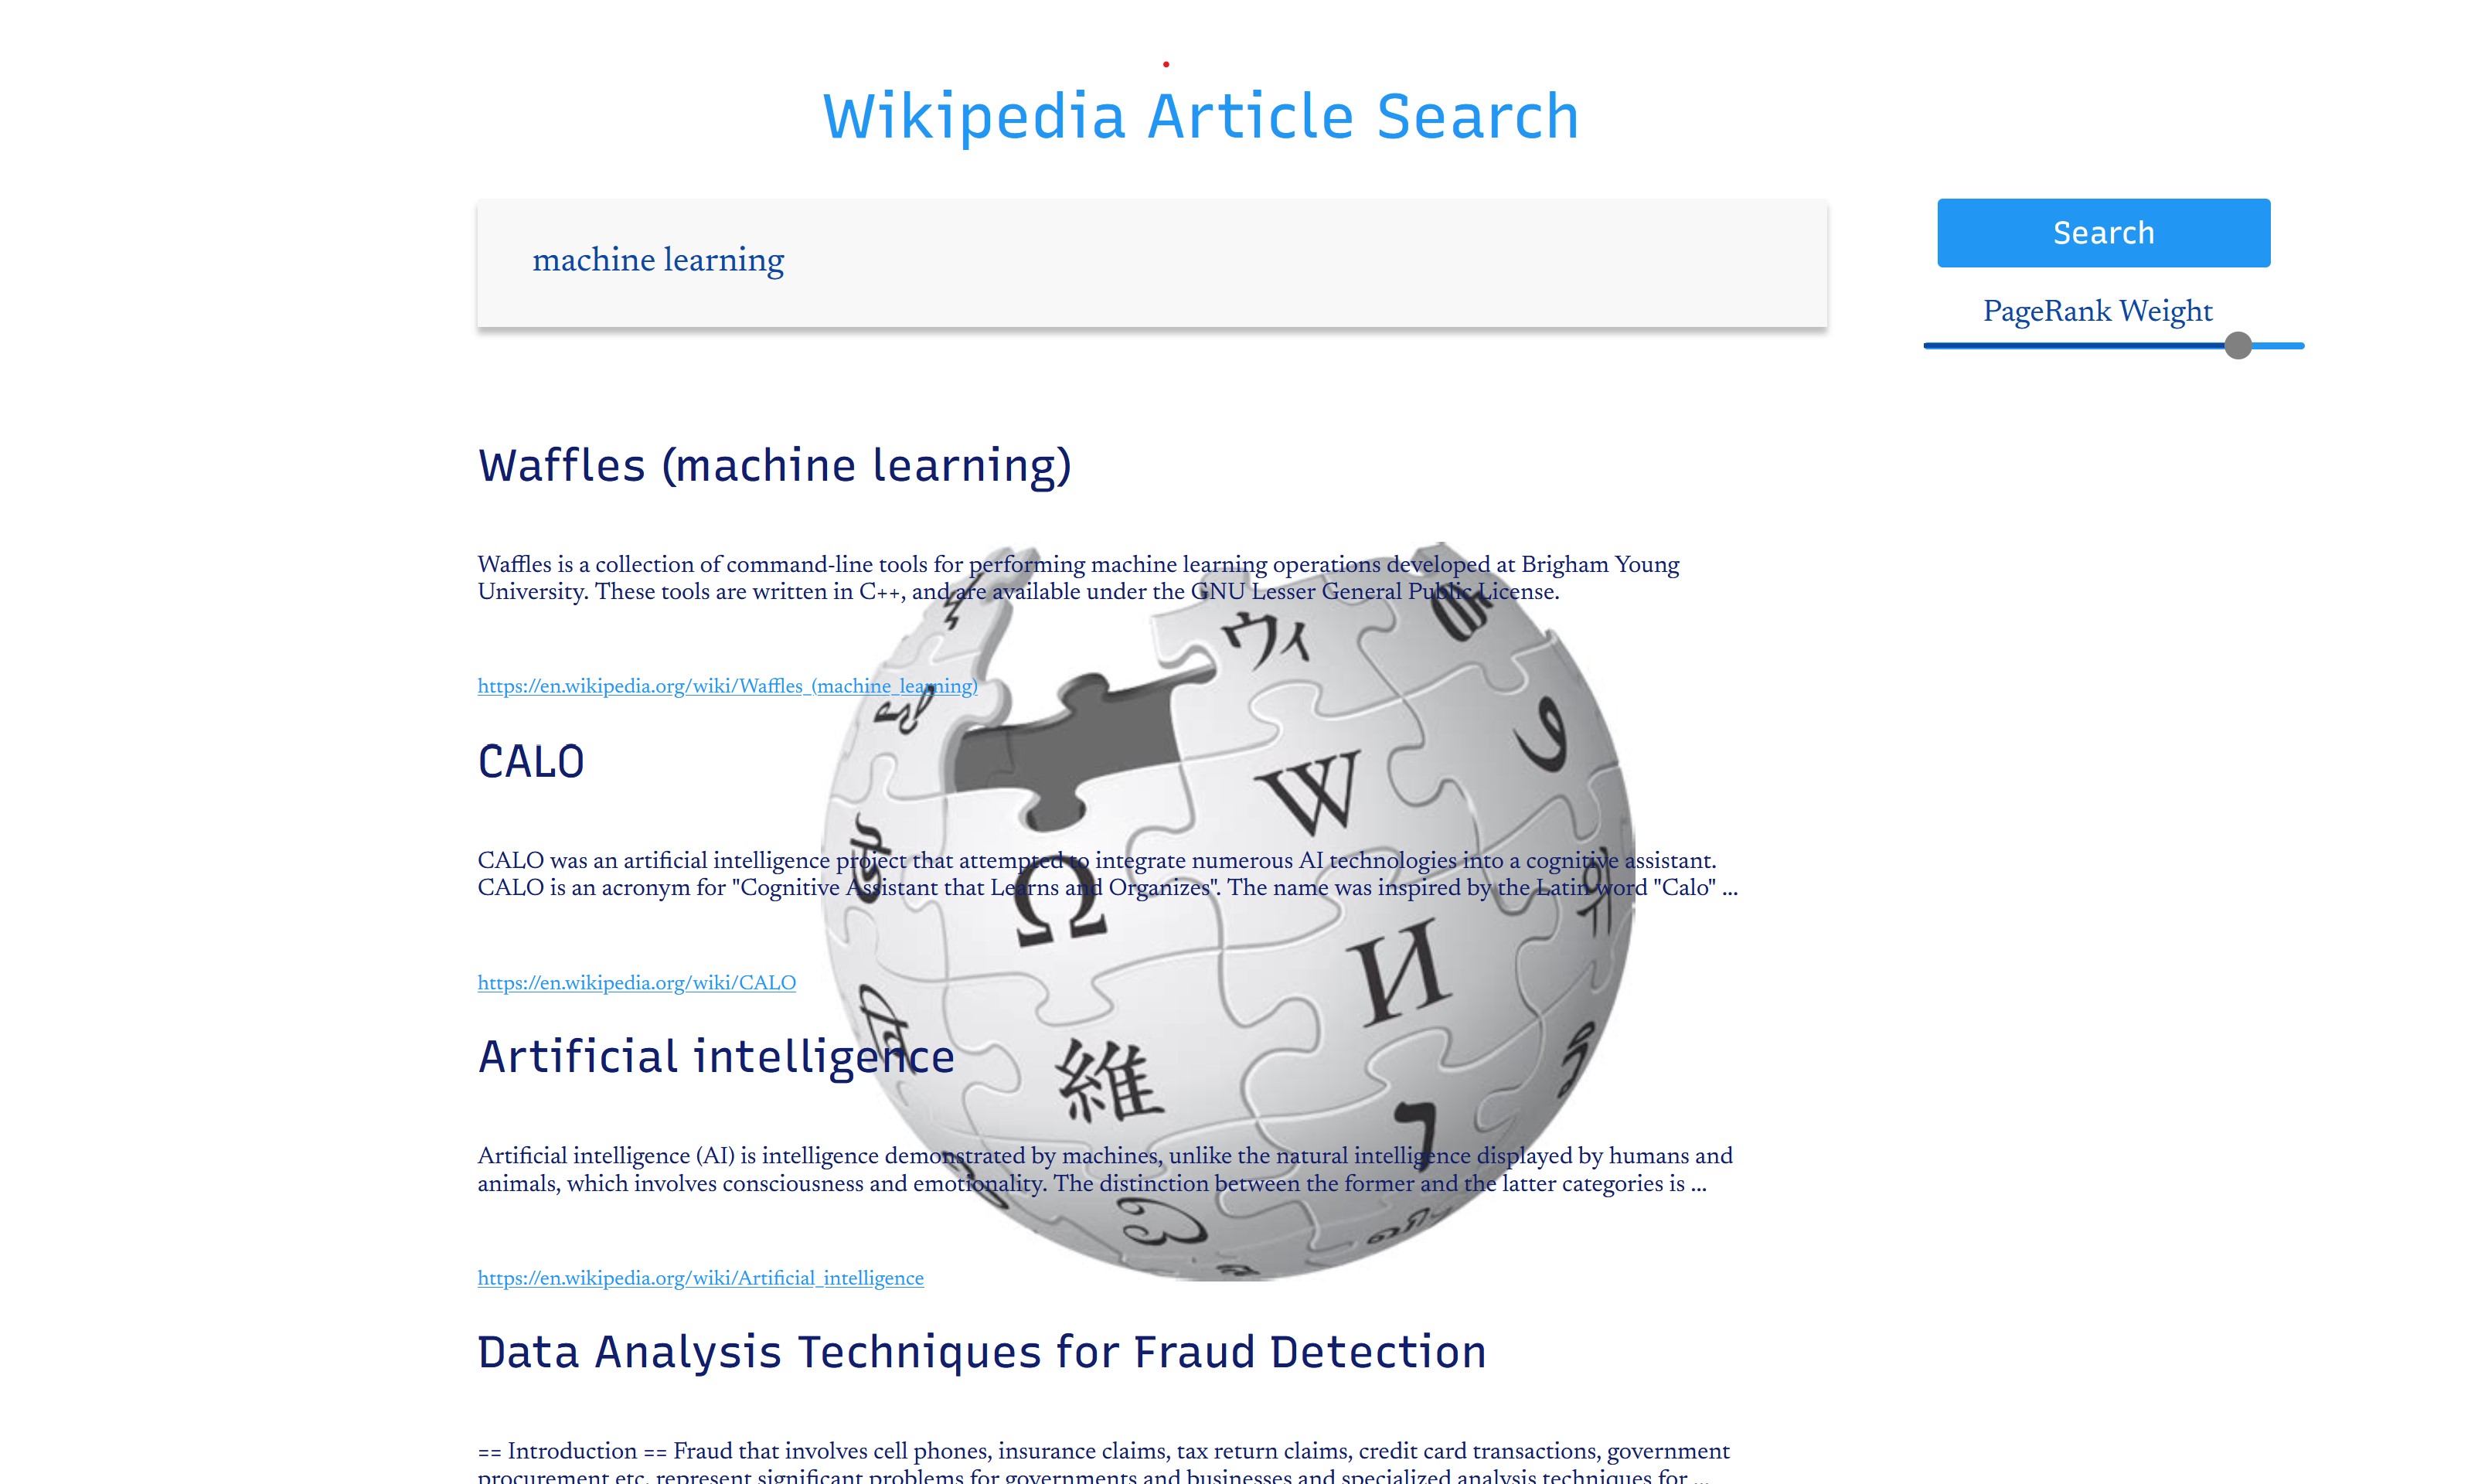 Wikipedia Article Search
machine learning
Search
PageRank Weight
Waffles (machine learning)
Waffles is a collection of command-line tools for performing machine learning operations developed at Brigham Young
University. These tools are written in C++, and are available under the GNU Lesser General Public License.
ウィ
https://en.wikipedia.org/wiki/Waffles_(machine_learning)
و
W
CALO
CALO was an artificial intelligence project that attempted to integrate numerous AI technologies into a cognitive assistant.
CALO is an acronym for "Cognitive Assistant that Learns and Organizes". The name was inspired by the Latin word "Calo" ...
Ω
И
https://en.wikipedia.org/wiki/CALO
Artificial intelligence
維
Artificial intelligence (AI) is intelligence demonstrated by machines, unlike the natural intelligence displayed by humans and
animals, which involves consciousness and emotionality. The distinction between the former and the latter categories is ...
https://en.wikipedia.org/wiki/Artificial_intelligence
Data Analysis Techniques for Fraud Detection
== Introduction == Fraud that involves cell phones, insurance claims, tax return claims, credit card transactions, government
procurement etc. represent significant problems for governments and businesses and specialized analysis techniques for ...